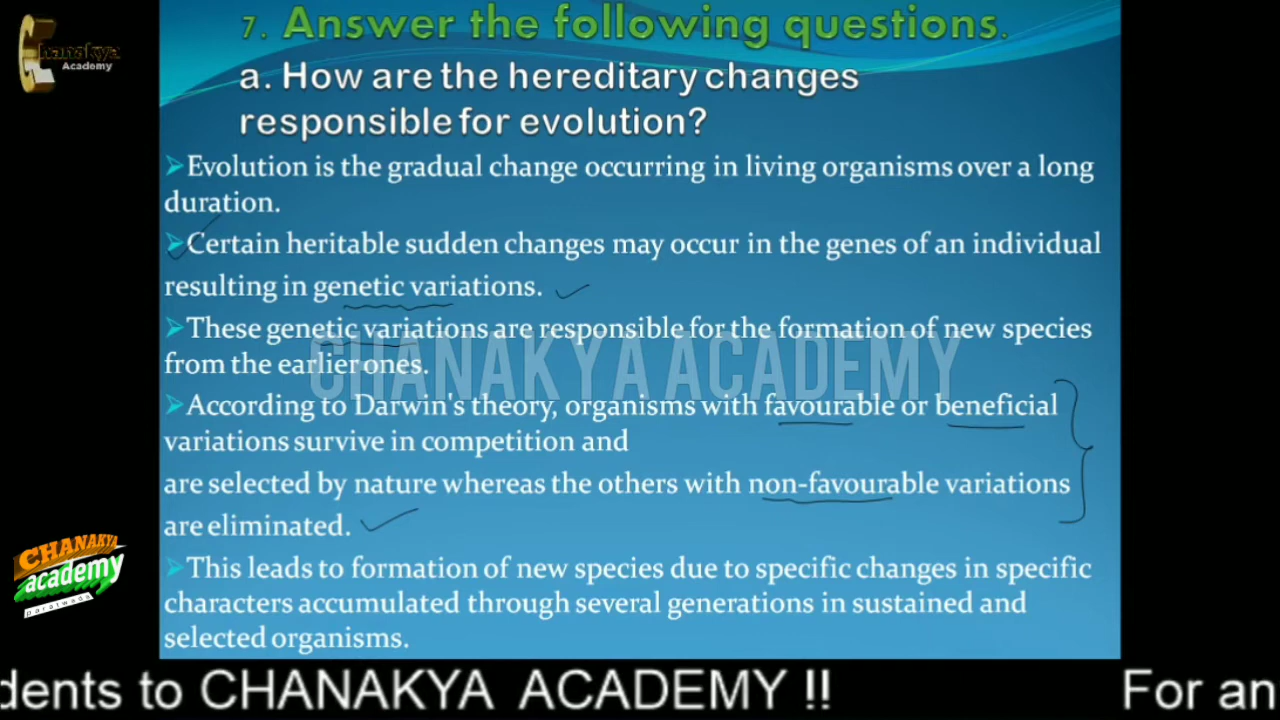 Chanakya
Academy
7. Answer the following questions.
a. How are the hereditary changes
responsible for evolution?
➢Evolution is the gradual change occurring in living organisms over a long
duration.
➢Certain heritable sudden changes may occur in the genes of an individual
resulting in genetic variations.
➢These genetic variations are responsible for the formation of new species
from the earlier ones.
CHANAKYA ACADEMY
➢According to Darwin's theory, organisms with favourable or beneficial
variations survive in competition and
are selected by nature whereas the others with non-favourable variations
are eliminated.
➢This leads to formation of new species due to specific changes in specific
characters accumulated through several generations in sustained and
selected organisms.
CHANAKYA
academy
paratwada
dents to CHANAKYA ACADEMY !! For an